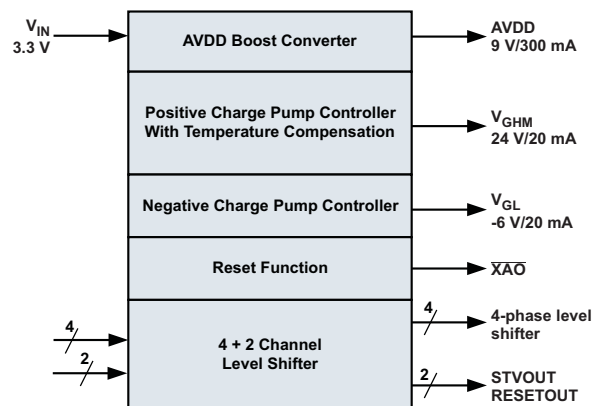 V_IN
3.3 V
AVDD Boost Converter
AVDD
9 V/300 mA
Positive Charge Pump Controller
With Temperature Compensation
V_GHM
24 V/20 mA
Negative Charge Pump Controller
V_GL
-6 V/20 mA
Reset Function
X̅A̅O̅
4
2
4 + 2 Channel
Level Shifter
4
4-phase level
shifter
2
STVOUT
RESETOUT